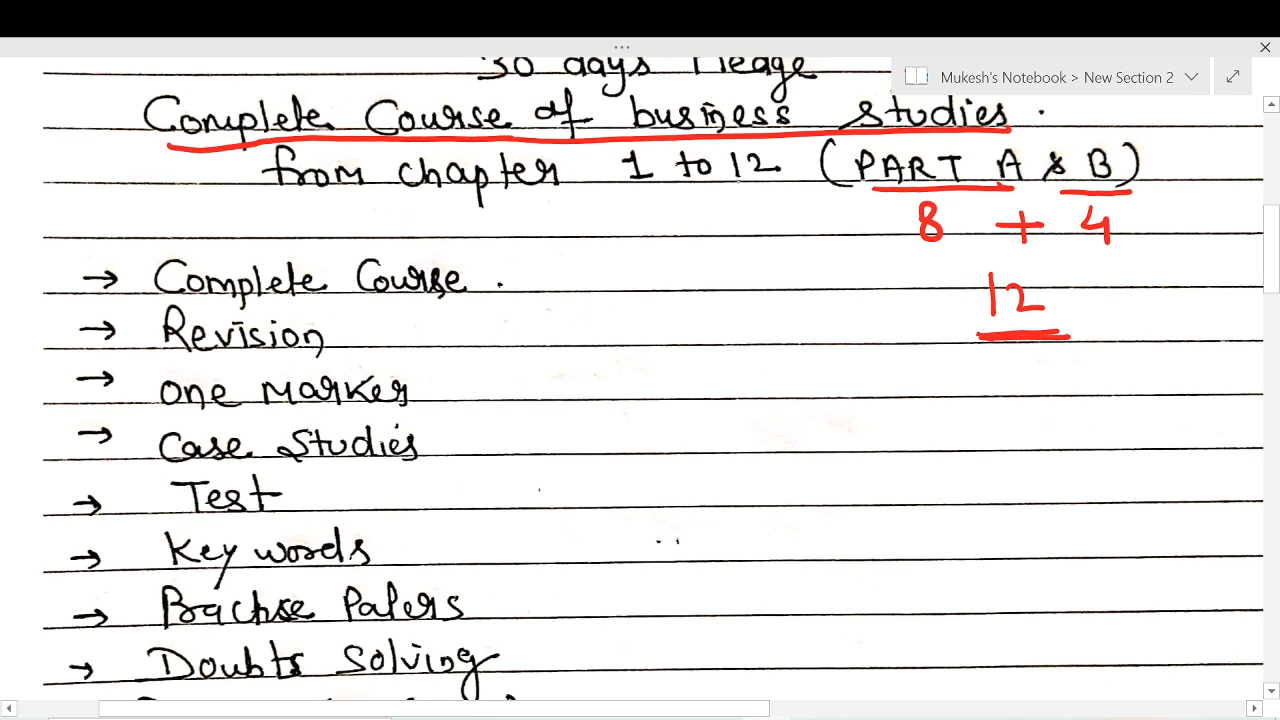 30 days Pledge
Mukesh's Notebook > New Section 2
Complete Course of business studies.
from chapter 1 to 12 (PART A & B)
8 + 4
12
→ Complete Course.
→ Revision
→ One Marker
→ Case Studies
→ Test
→ Key words
→ Practise Papers
→ Doubts Solving